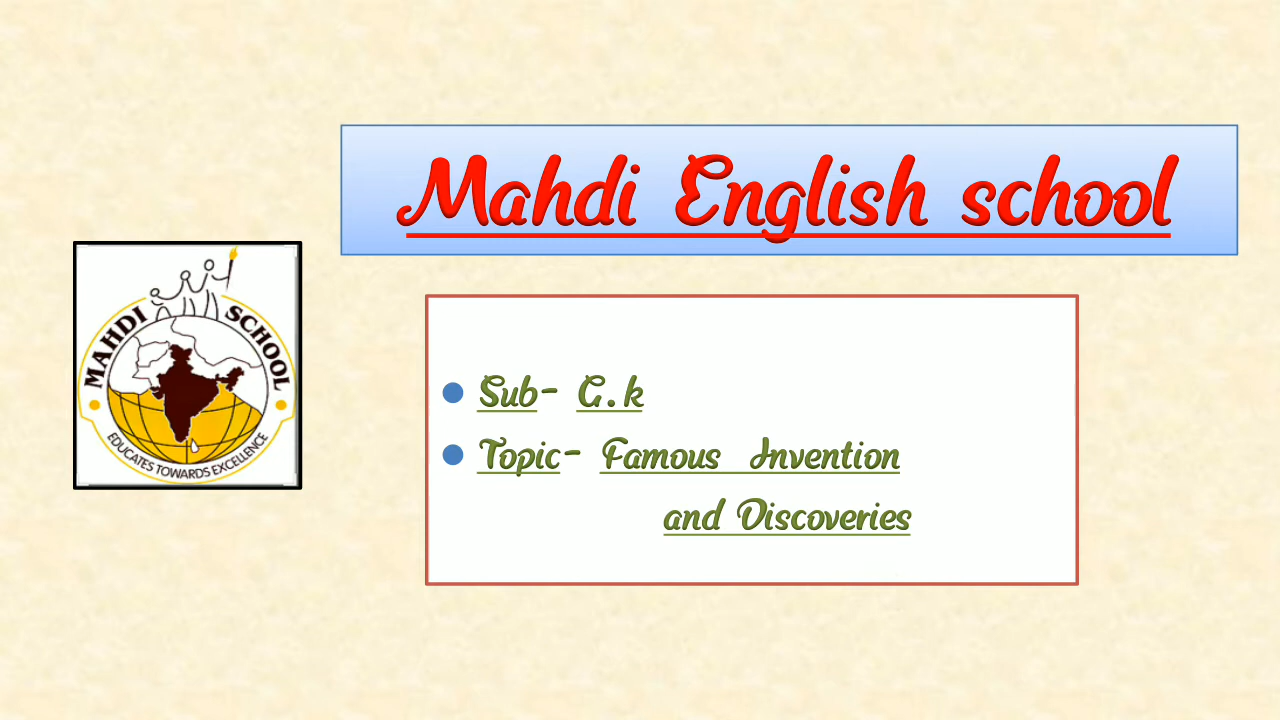 Mahdi English school
MAHDI SCHOOL
EDUCATES TOWARDS EXCELLENCE
Sub- G.k
Topic- Famous Invention
and Discoveries